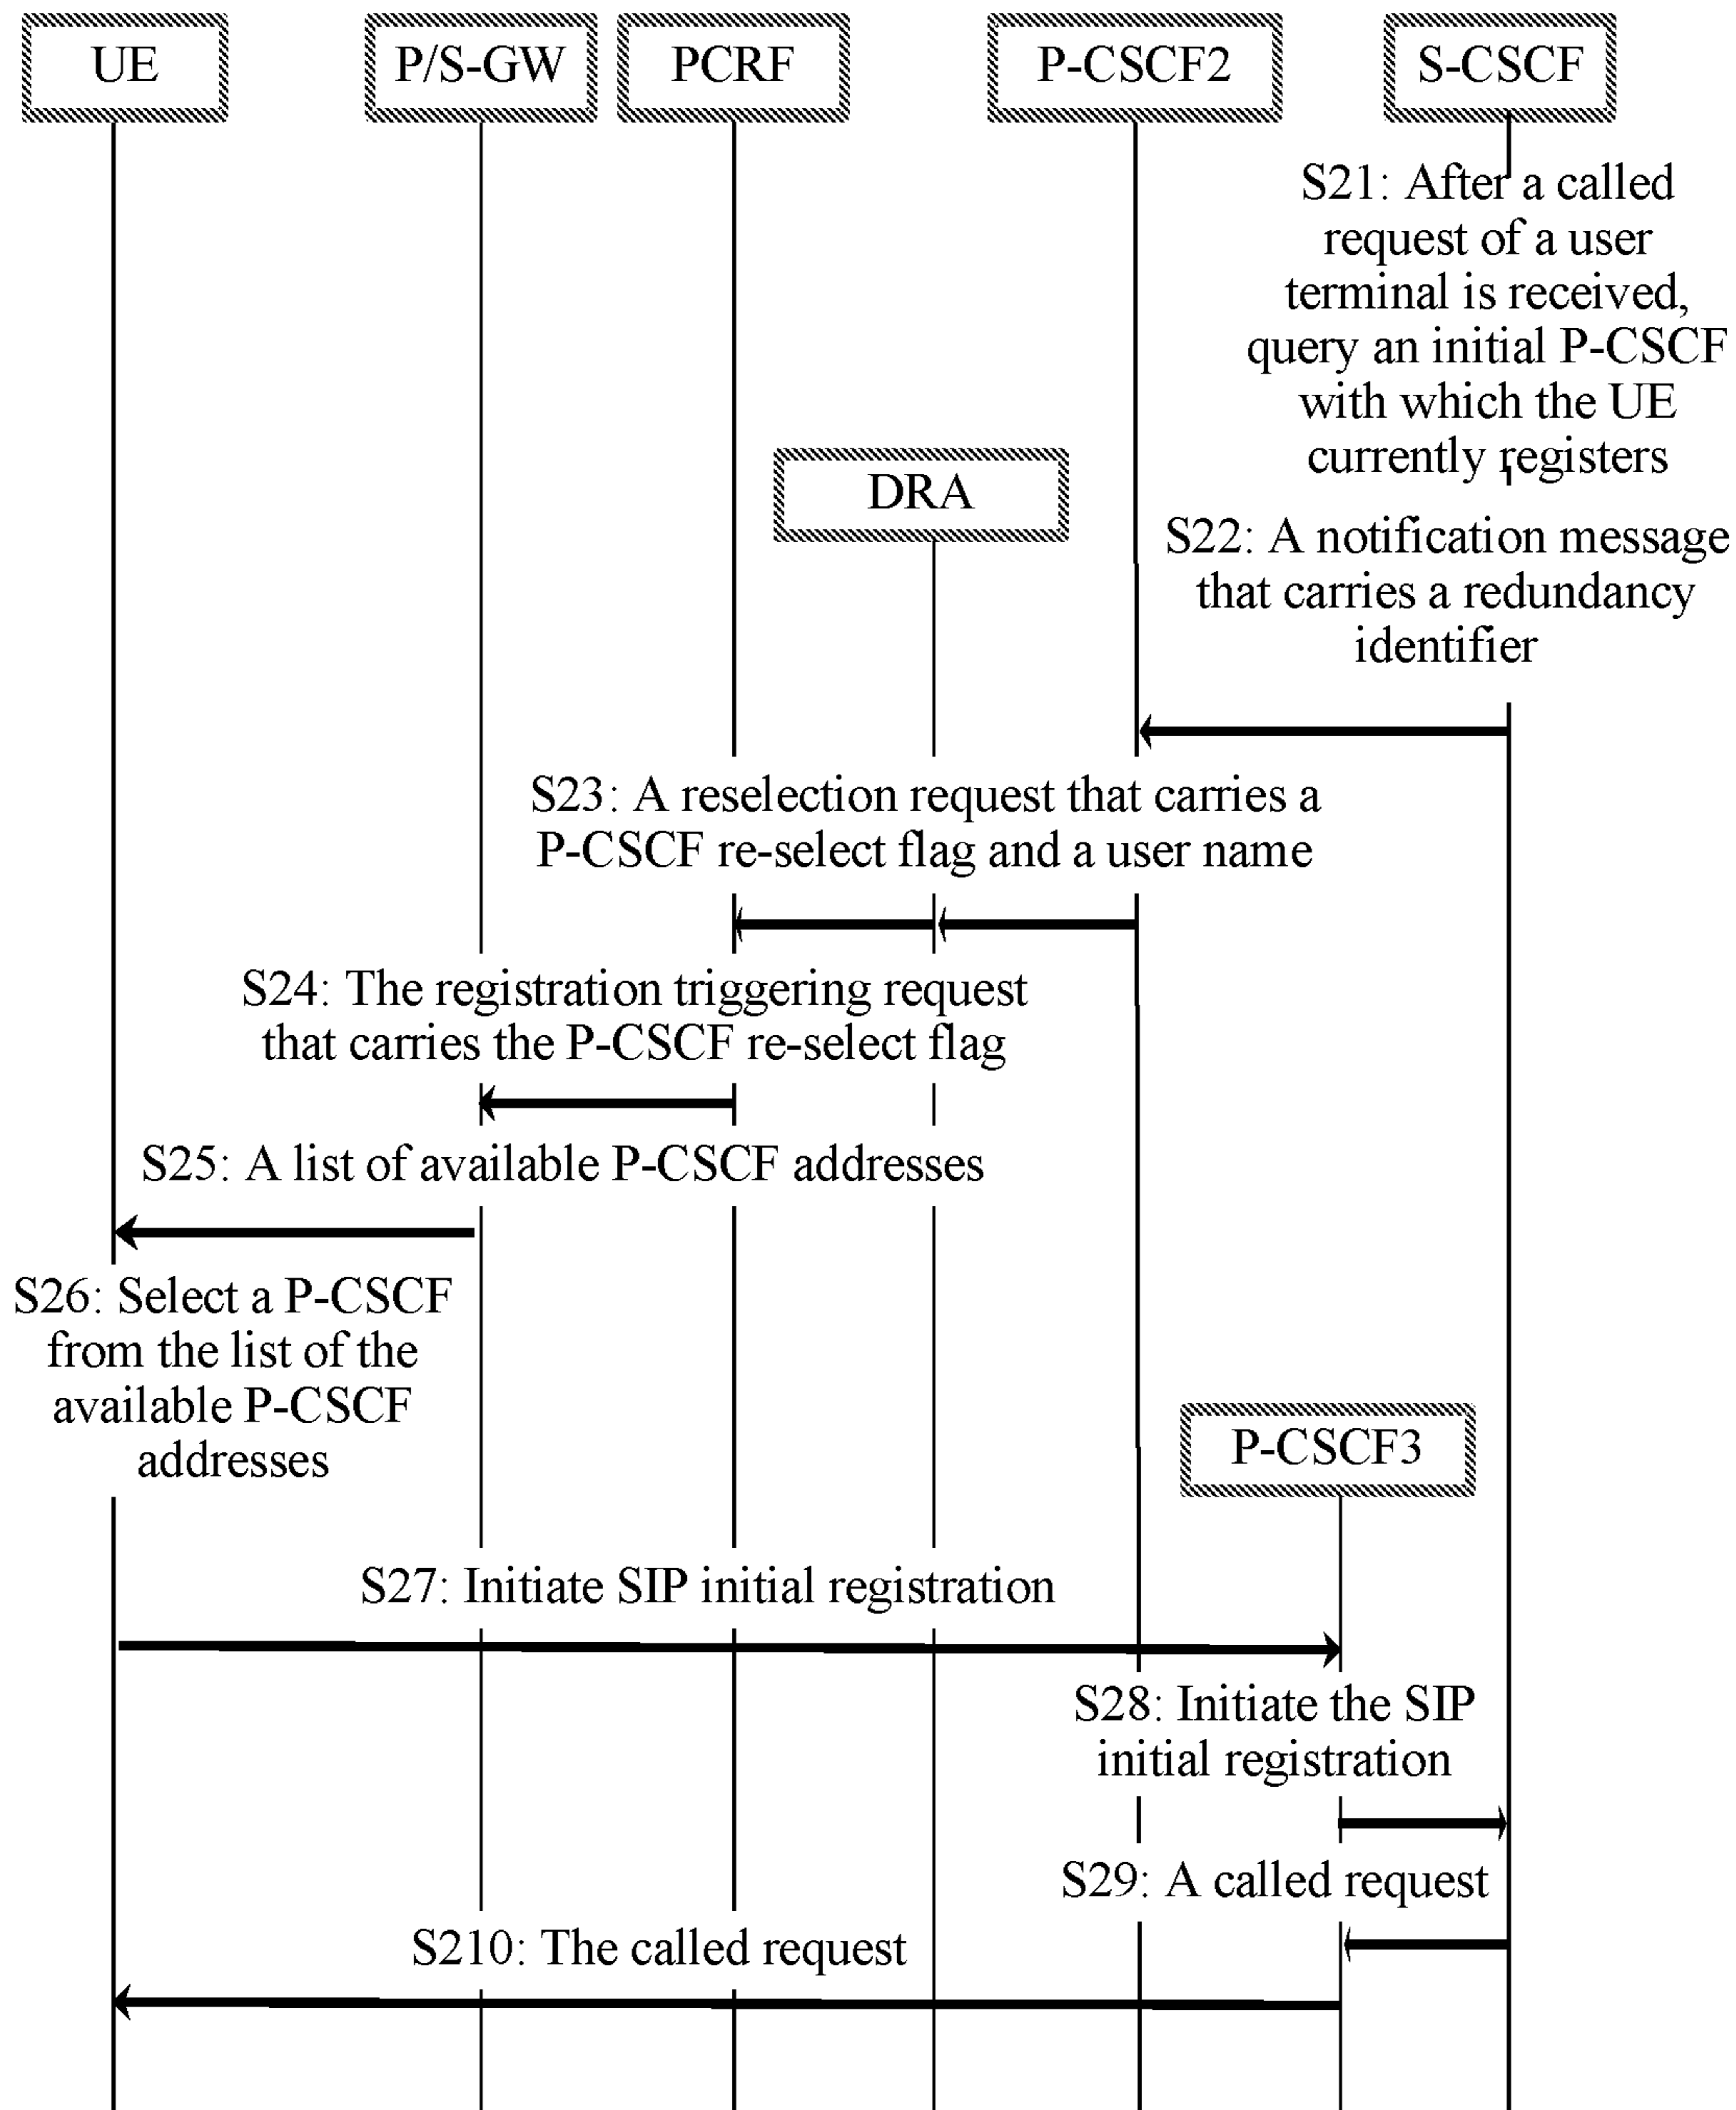 UE
P/S-GW
PCRF
P-CSCF2
S-CSCF
S21: After a called
request of a user
terminal is received,
query an initial P-CSCF
with which the UE
currently registers
DRA
S22: A notification message
that carries a redundancy
identifier
S23: A reselection request that carries a
P-CSCF re-select flag and a user name
S24: The registration triggering request
that carries the P-CSCF re-select flag
S25: A list of available P-CSCF addresses
S26: Select a P-CSCF
from the list of the
available P-CSCF
addresses
P-CSCF3
S27: Initiate SIP initial registration
S28: Initiate the SIP
initial registration
S29: A called request
S210: The called request